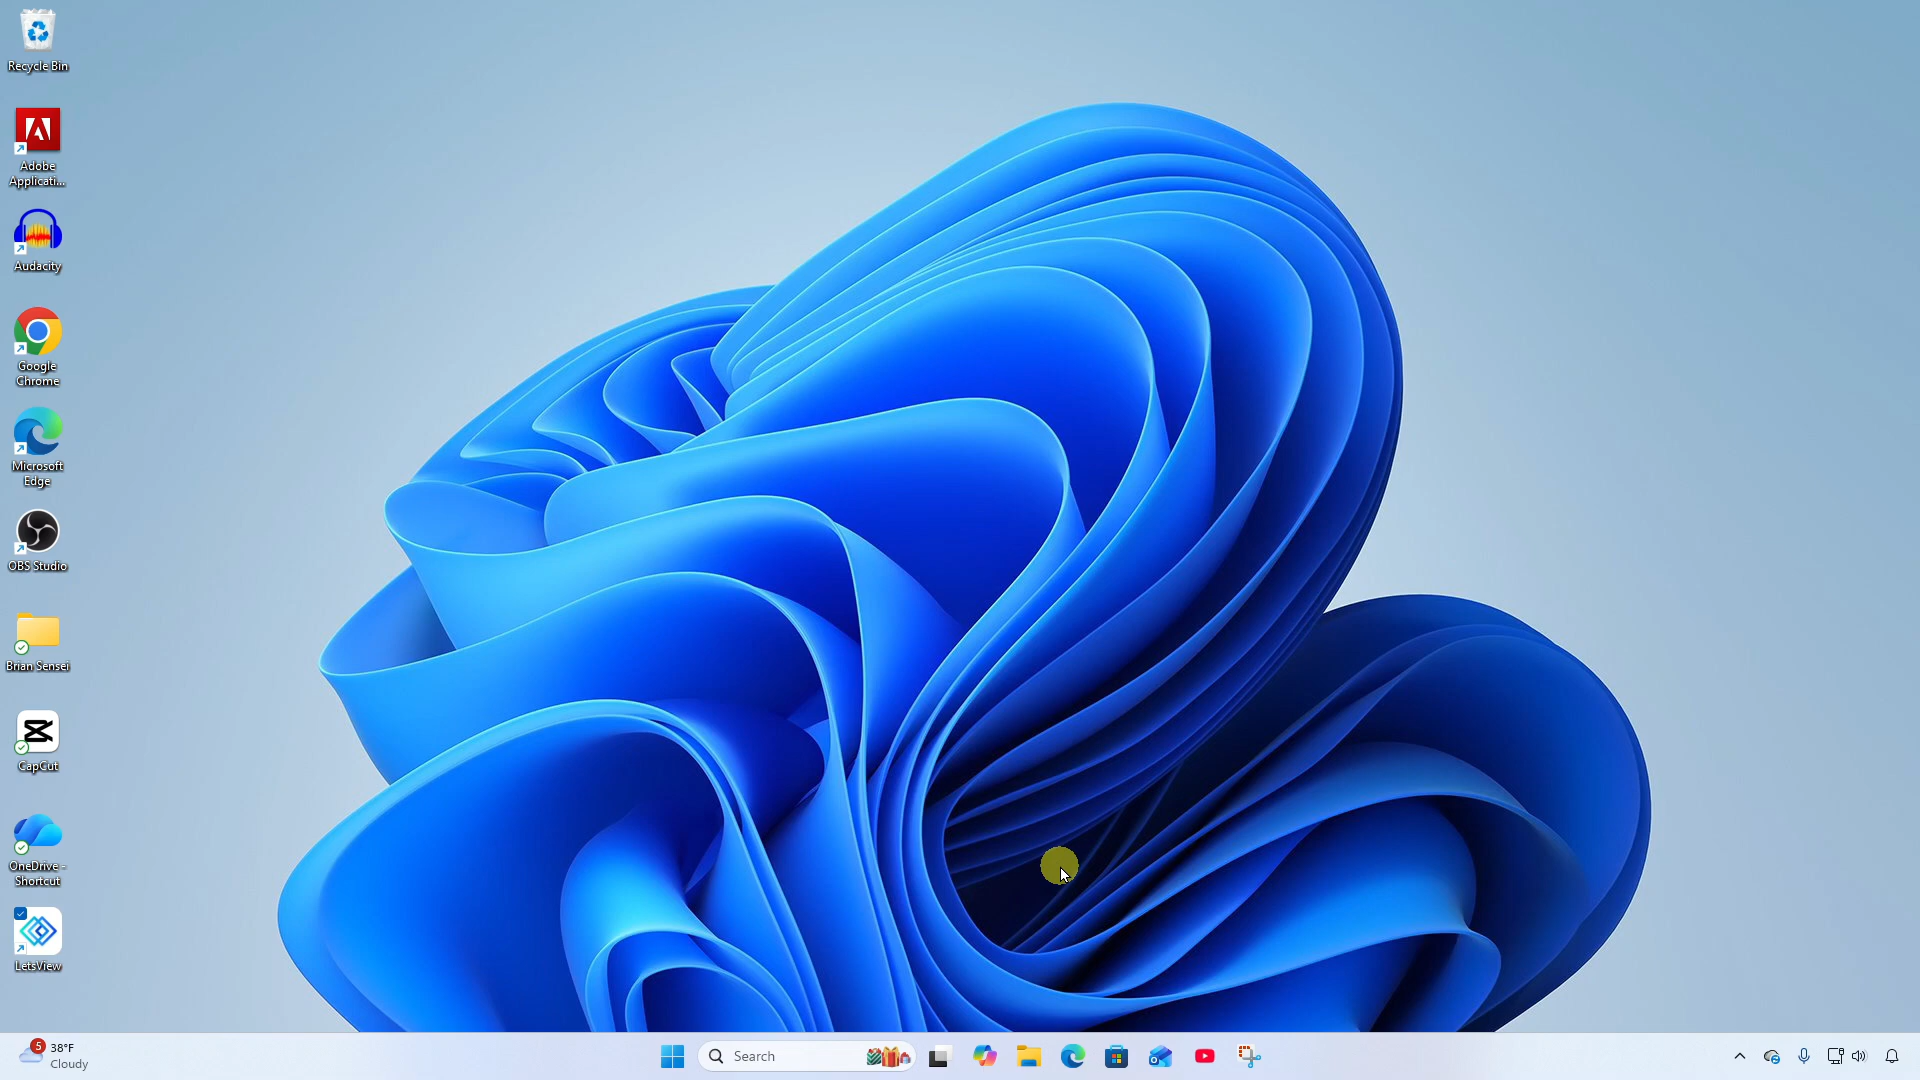 Recycle Bin
Adobe
Applicati...
Audacity
Google
Chrome
Microsoft
Edge
OBS Studio
Brian Sensei
CapCut
OneDrive -
Shortcut
LetsView
5
38°F
Cloudy
Search